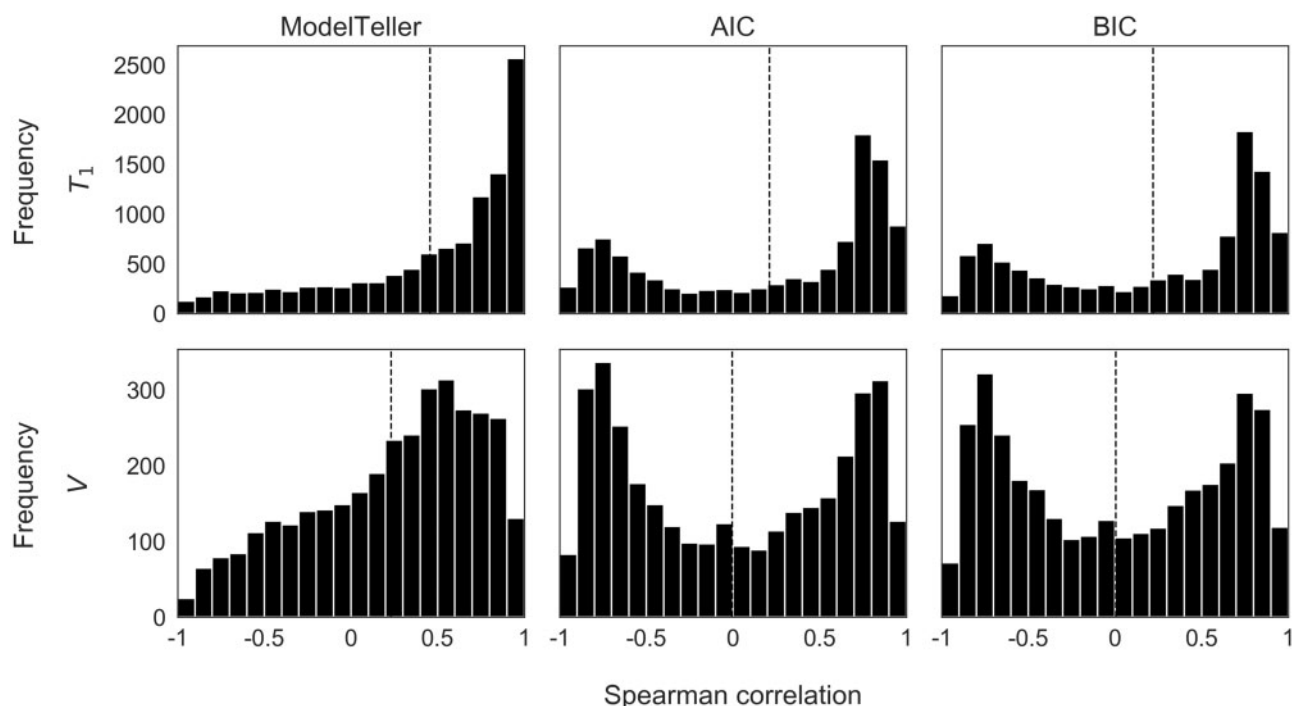 ModelTeller AIC BIC
Frequency
T₁
2500
2000
1500
1000
500
0
Frequency
V
300
200
100
0
-1 -0.5 0 0.5 1 -1 -0.5 0 0.5 1 -1 -0.5 0 0.5 1
Spearman correlation